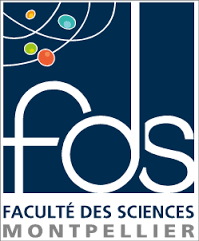 fds
FACULTÉ DES SCIENCES
MONTPELLIER